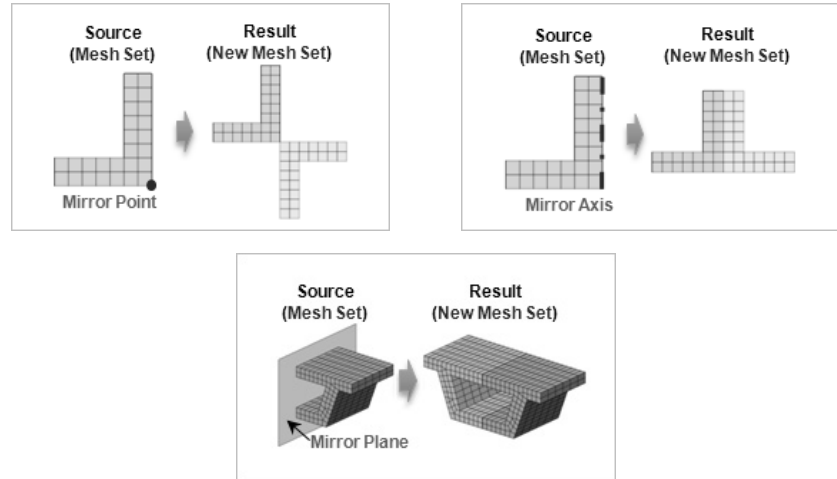 Source
(Mesh Set)
Result
(New Mesh Set)
Mirror Point
Source
(Mesh Set)
Result
(New Mesh Set)
Mirror Axis
Source
(Mesh Set)
Result
(New Mesh Set)
Mirror Plane